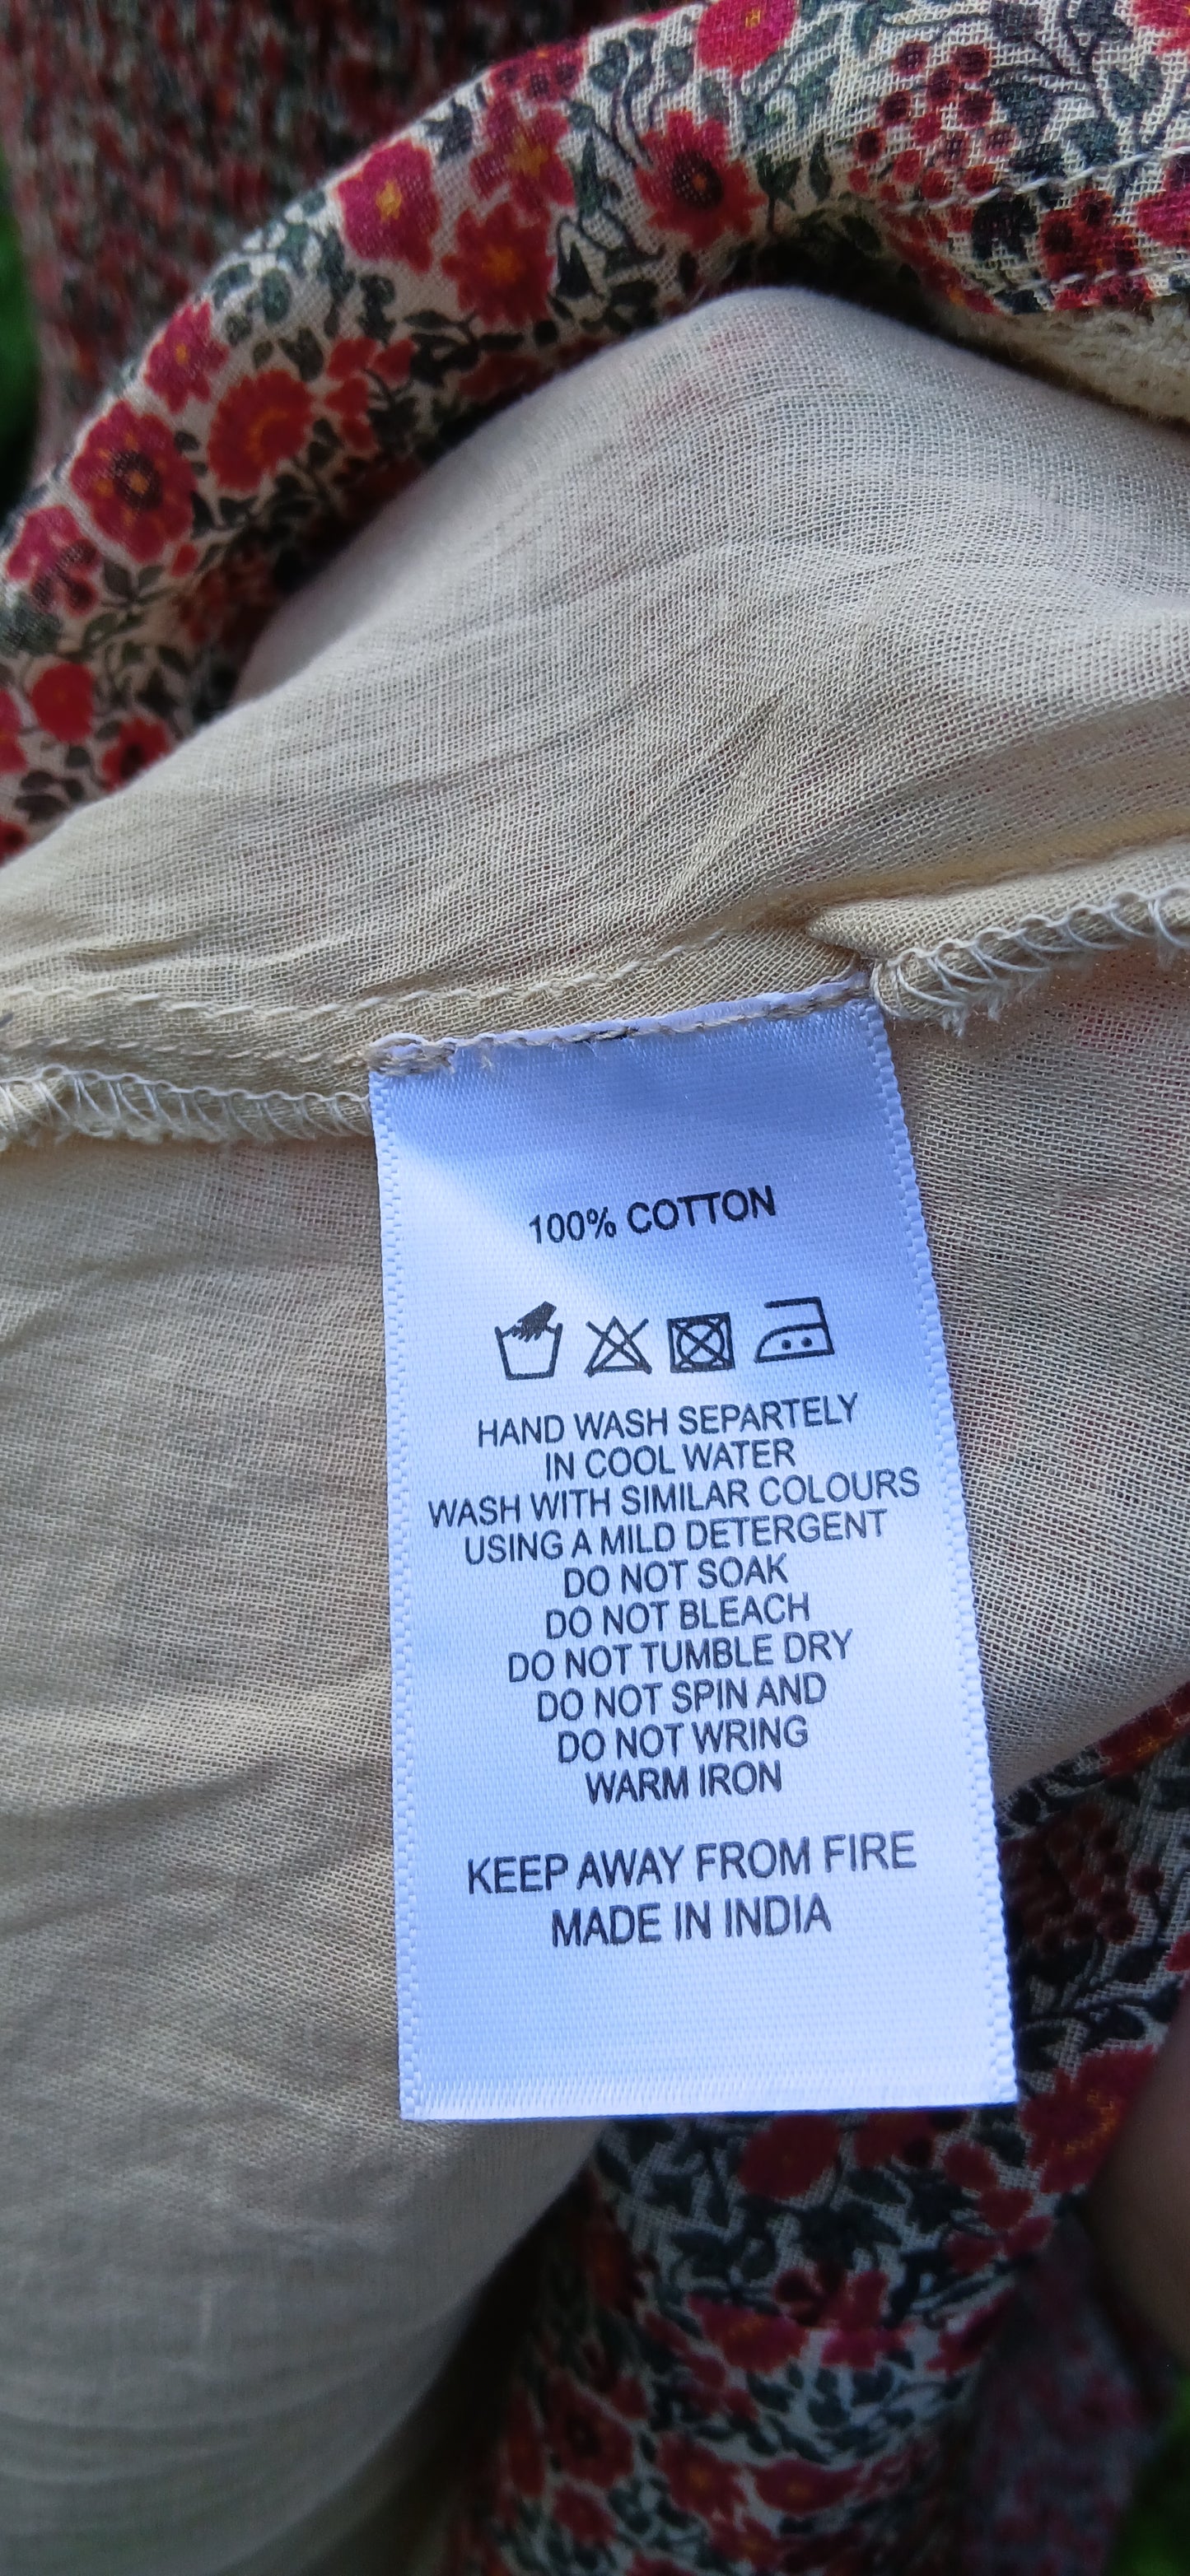 100% COTTON
HAND WASH SEPARTELY
IN COOL WATER
WASH WITH SIMILAR COLOURS
USING A MILD DETERGENT
DO NOT SOAK
DO NOT BLEACH
DO NOT TUMBLE DRY
DO NOT SPIN AND
DO NOT WRING
WARM IRON
KEEP AWAY FROM FIRE
MADE IN INDIA